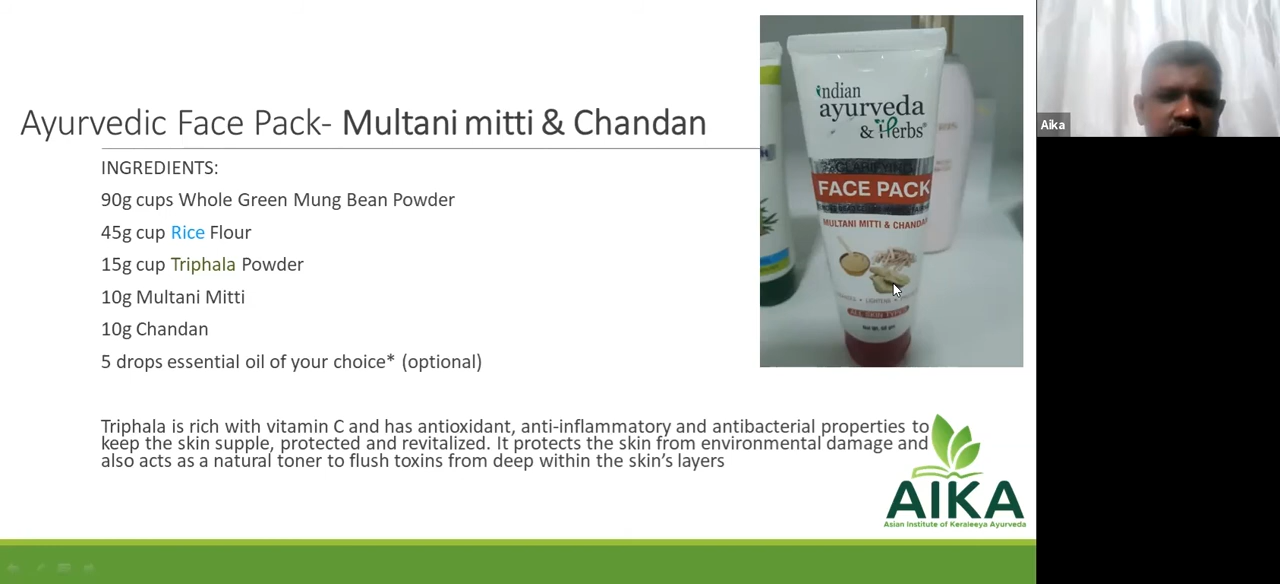 Ayurvedic Face Pack- Multani mitti & Chandan
INGREDIENTS:
90g cups Whole Green Mung Bean Powder
45g cup Rice Flour
15g cup Triphala Powder
10g Multani Mitti
10g Chandan
5 drops essential oil of your choice* (optional)
Triphala is rich with vitamin C and has antioxidant, anti-inflammatory and antibacterial properties to
keep the skin supple, protected and revitalized. It protects the skin from environmental damage and
also acts as a natural toner to flush toxins from deep within the skin's layers
indian
ayurveda
& Herbs
CLARIFYING
FACE PACK
MULTANI MITTI & CHANDAN
LIGHTENS
ALL SKIN TYPES
AIKA
Asian Institute of Keraleeya Ayurveda
Aika